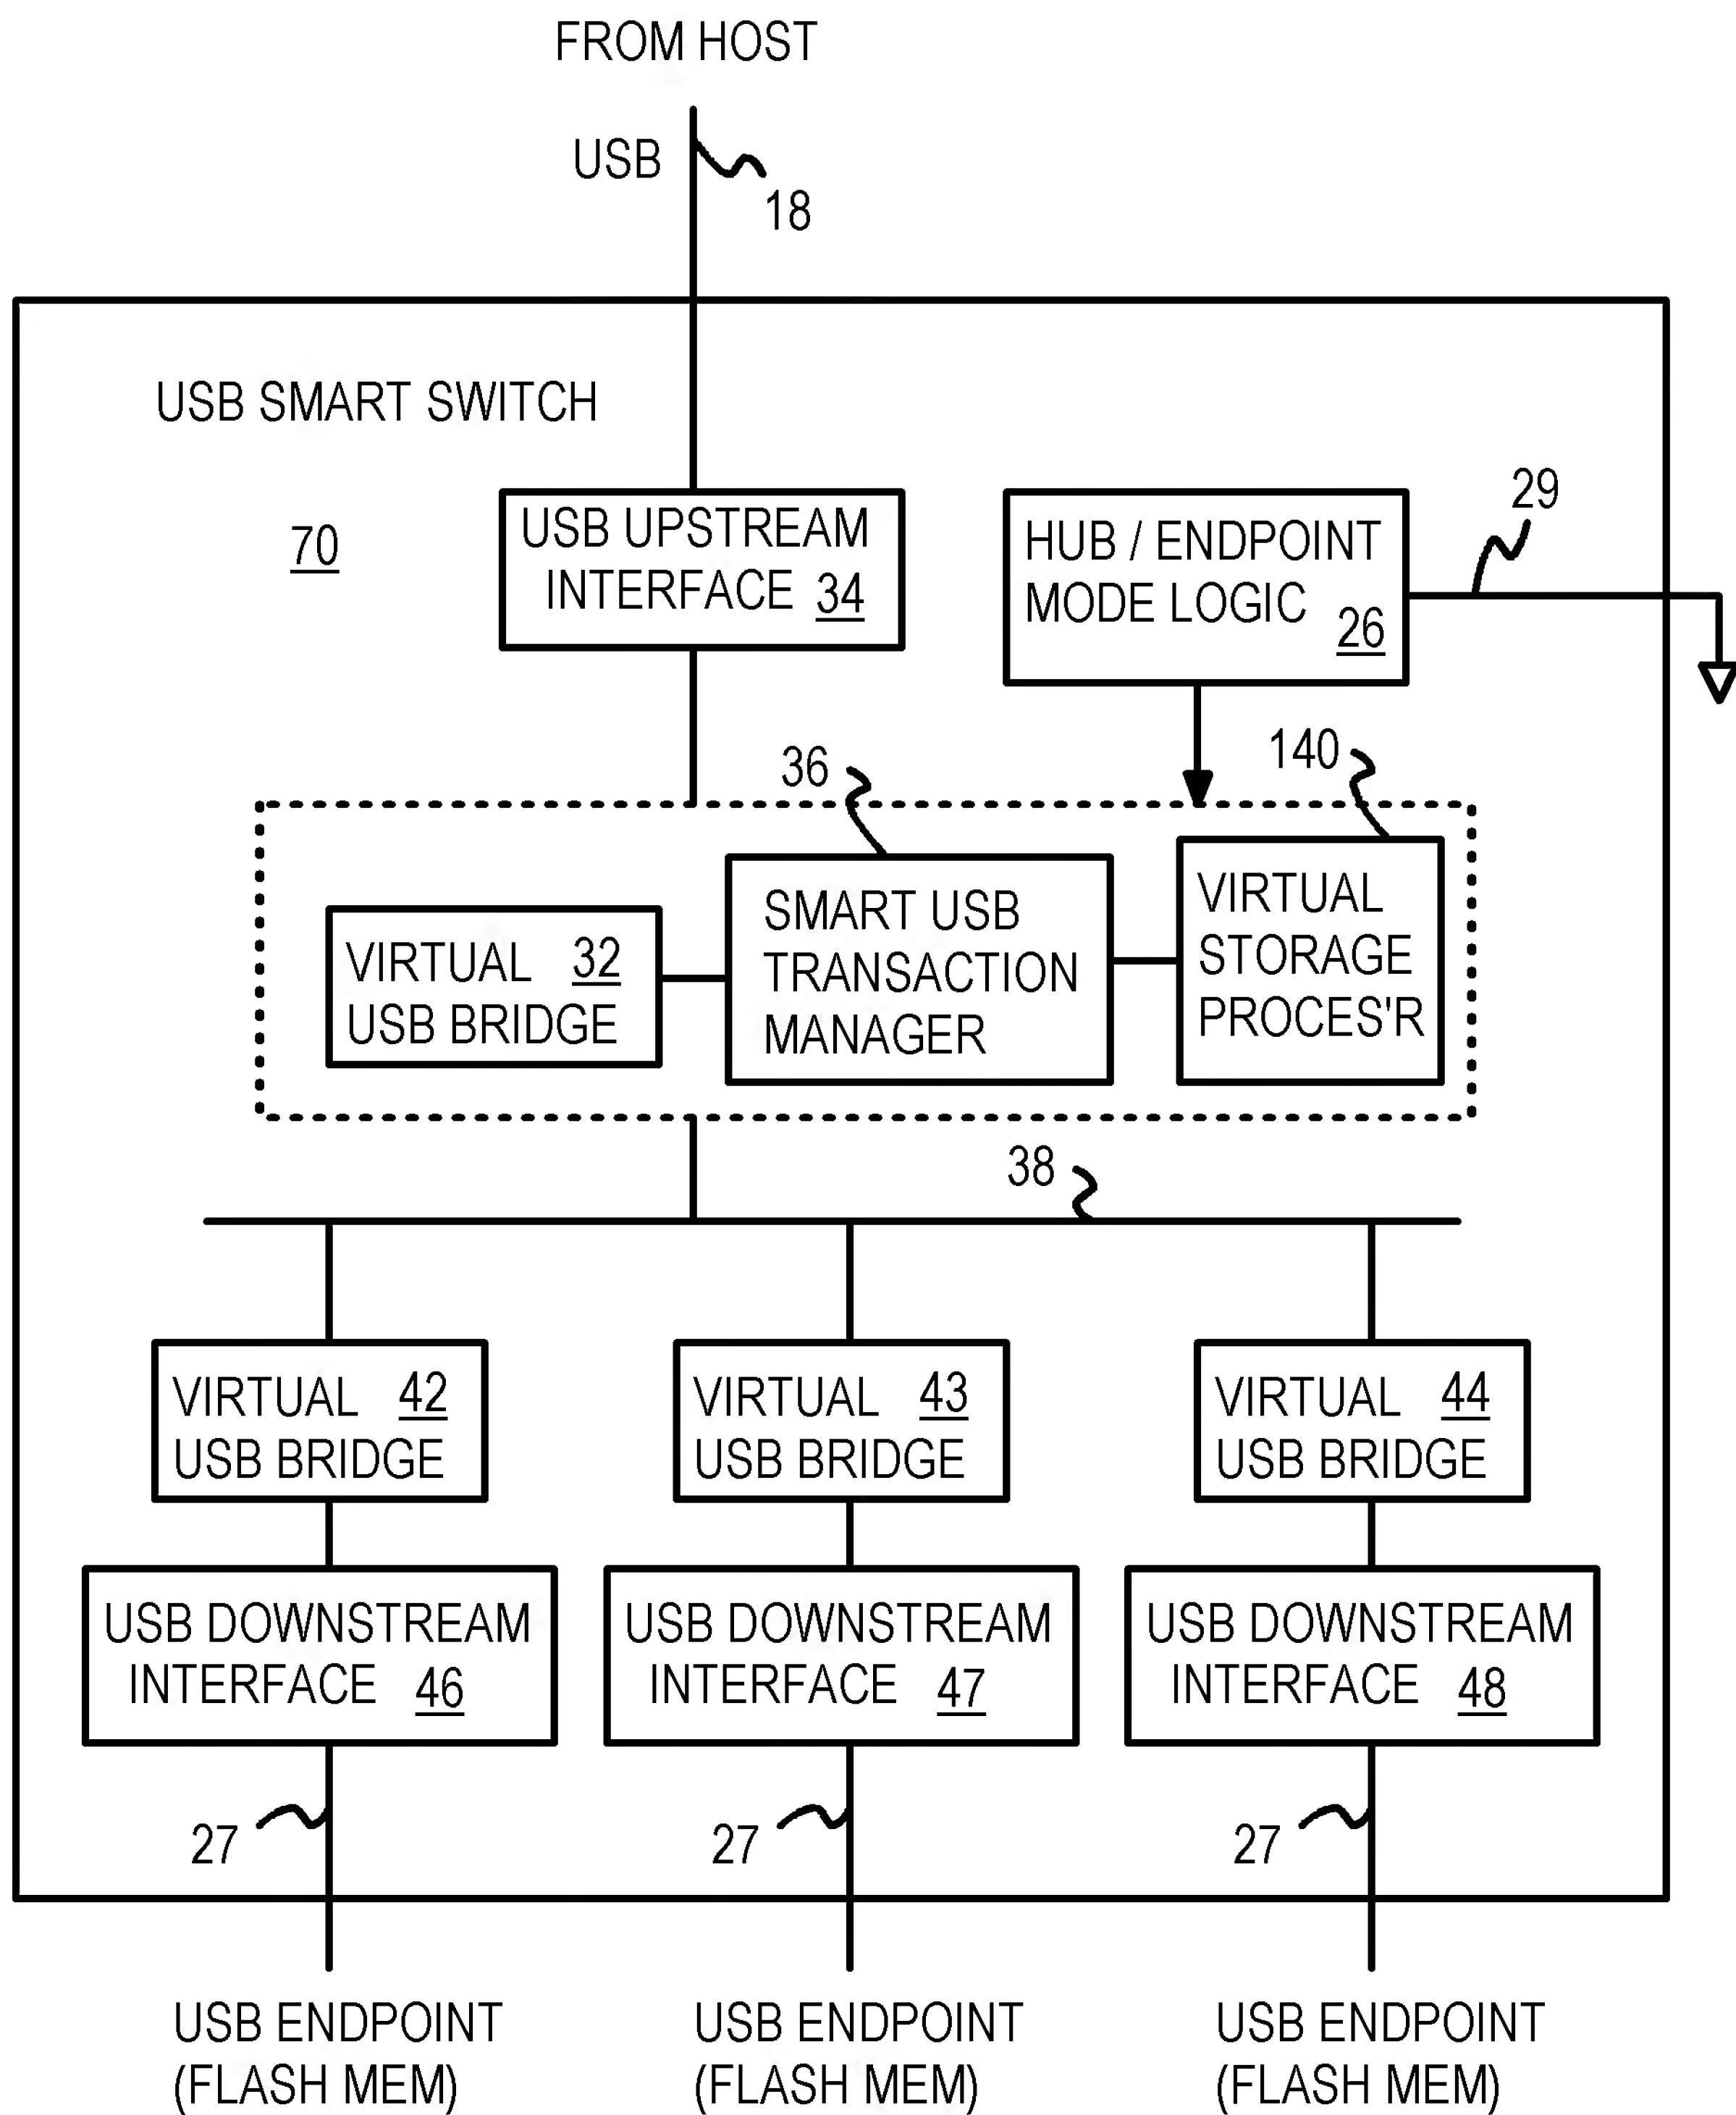 FROM HOST
USB
18
USB SMART SWITCH
70
USB UPSTREAM
INTERFACE 34
HUB / ENDPOINT
MODE LOGIC 26
29
36
140
VIRTUAL 32
USB BRIDGE
SMART USB
TRANSACTION
MANAGER
VIRTUAL
STORAGE
PROCES'R
38
VIRTUAL 42
USB BRIDGE
VIRTUAL 43
USB BRIDGE
VIRTUAL 44
USB BRIDGE
USB DOWNSTREAM
INTERFACE 46
USB DOWNSTREAM
INTERFACE 47
USB DOWNSTREAM
INTERFACE 48
27
27
27
USB ENDPOINT
(FLASH MEM)
USB ENDPOINT
(FLASH MEM)
USB ENDPOINT
(FLASH MEM)